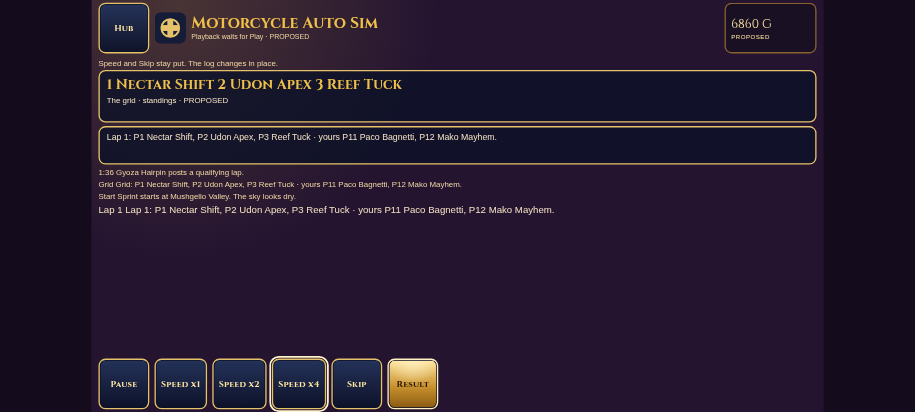 Hub
Motorcycle Auto Sim
Playback waits for Play · PROPOSED
6860 G
PROPOSED
Speed and Skip stay put. The log changes in place.
1 Nectar Shift 2 Udon Apex 3 Reef Tuck
The grid · standings · PROPOSED
Lap 1: P1 Nectar Shift, P2 Udon Apex, P3 Reef Tuck · yours P11 Paco Bagnetti, P12 Mako Mayhem.
1:36 Gyoza Hairpin posts a qualifying lap.
Grid Grid: P1 Nectar Shift, P2 Udon Apex, P3 Reef Tuck · yours P11 Paco Bagnetti, P12 Mako Mayhem.
Start Sprint starts at Mushgello Valley. The sky looks dry.
Lap 1 Lap 1: P1 Nectar Shift, P2 Udon Apex, P3 Reef Tuck · yours P11 Paco Bagnetti, P12 Mako Mayhem.
Pause Speed x1 Speed x2 Speed x4 Skip Result